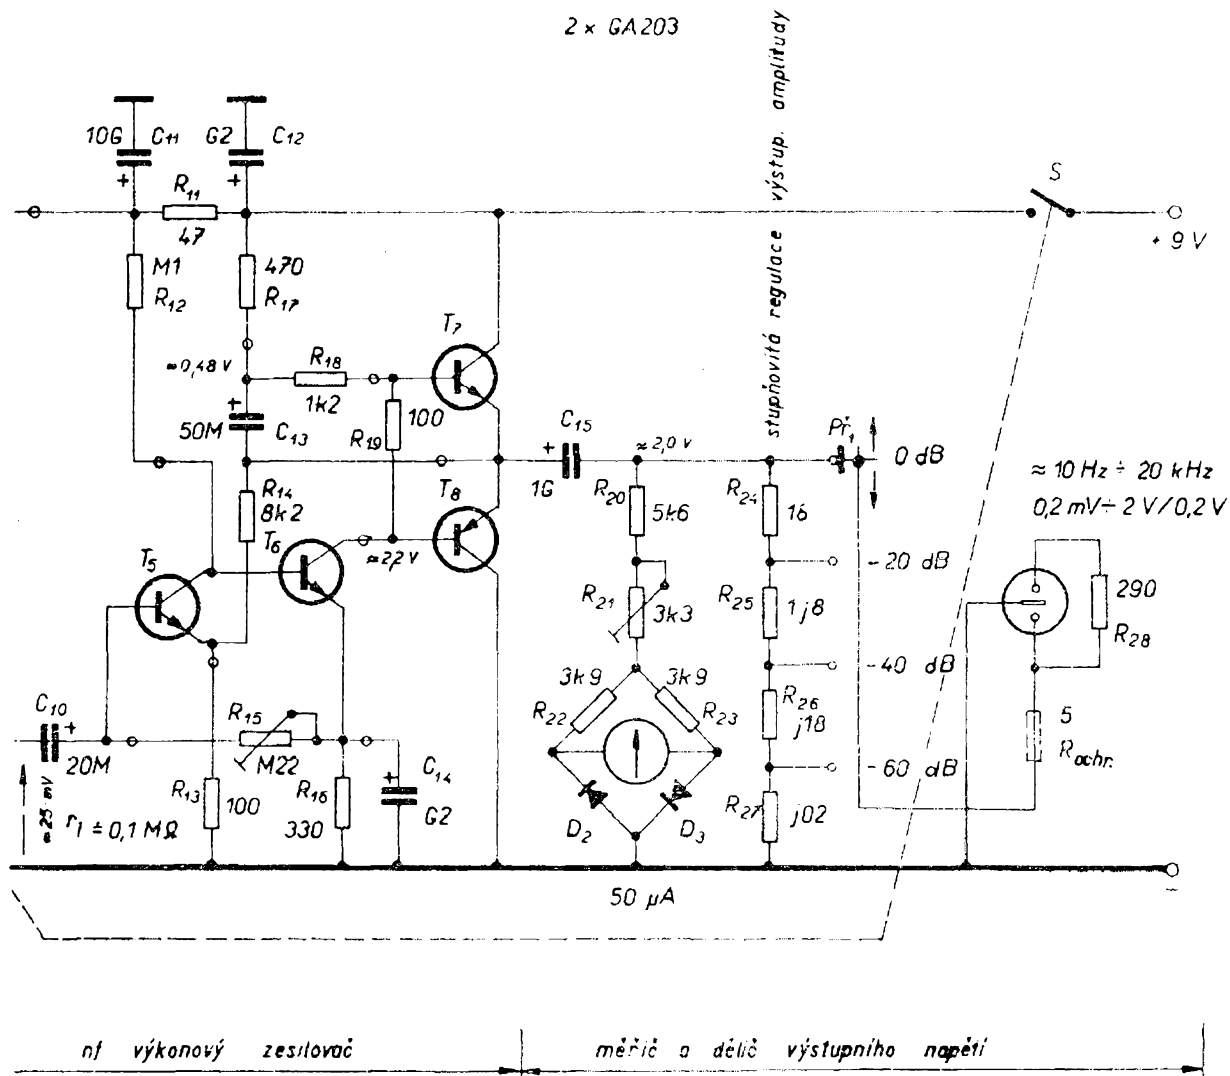 2 x GA203
stupňovitá regulace výstup. amplitudy
10G C11
G2 C12
R11
47
S
+ 9 V
M1
R12
470
R17
T7
≈0,48 V
R18
1k2
100
R19
50M C13
C15
1G
≈ 2,0 V
Př1
0 dB
≈ 10 Hz ÷ 20 kHz
0,2 mV ÷ 2 V / 0,2 V
R14
8k2
T8
R20
5k6
R24
16
T5
T6
≈2,2 V
-20 dB
R21
3k3
R25
1j8
290
R28
-40 dB
3k9
3k9
R22
R23
R26
j18
C10
20M
R15
M22
5
Rochr.
-60 dB
≈25 mV
r1 ≐ 0,1 MΩ
R13
100
R16
330
C14
G2
D2
D3
R27
j02
50 μA
-
nf výkonový zesilovač
měřič a dělič výstupního napětí